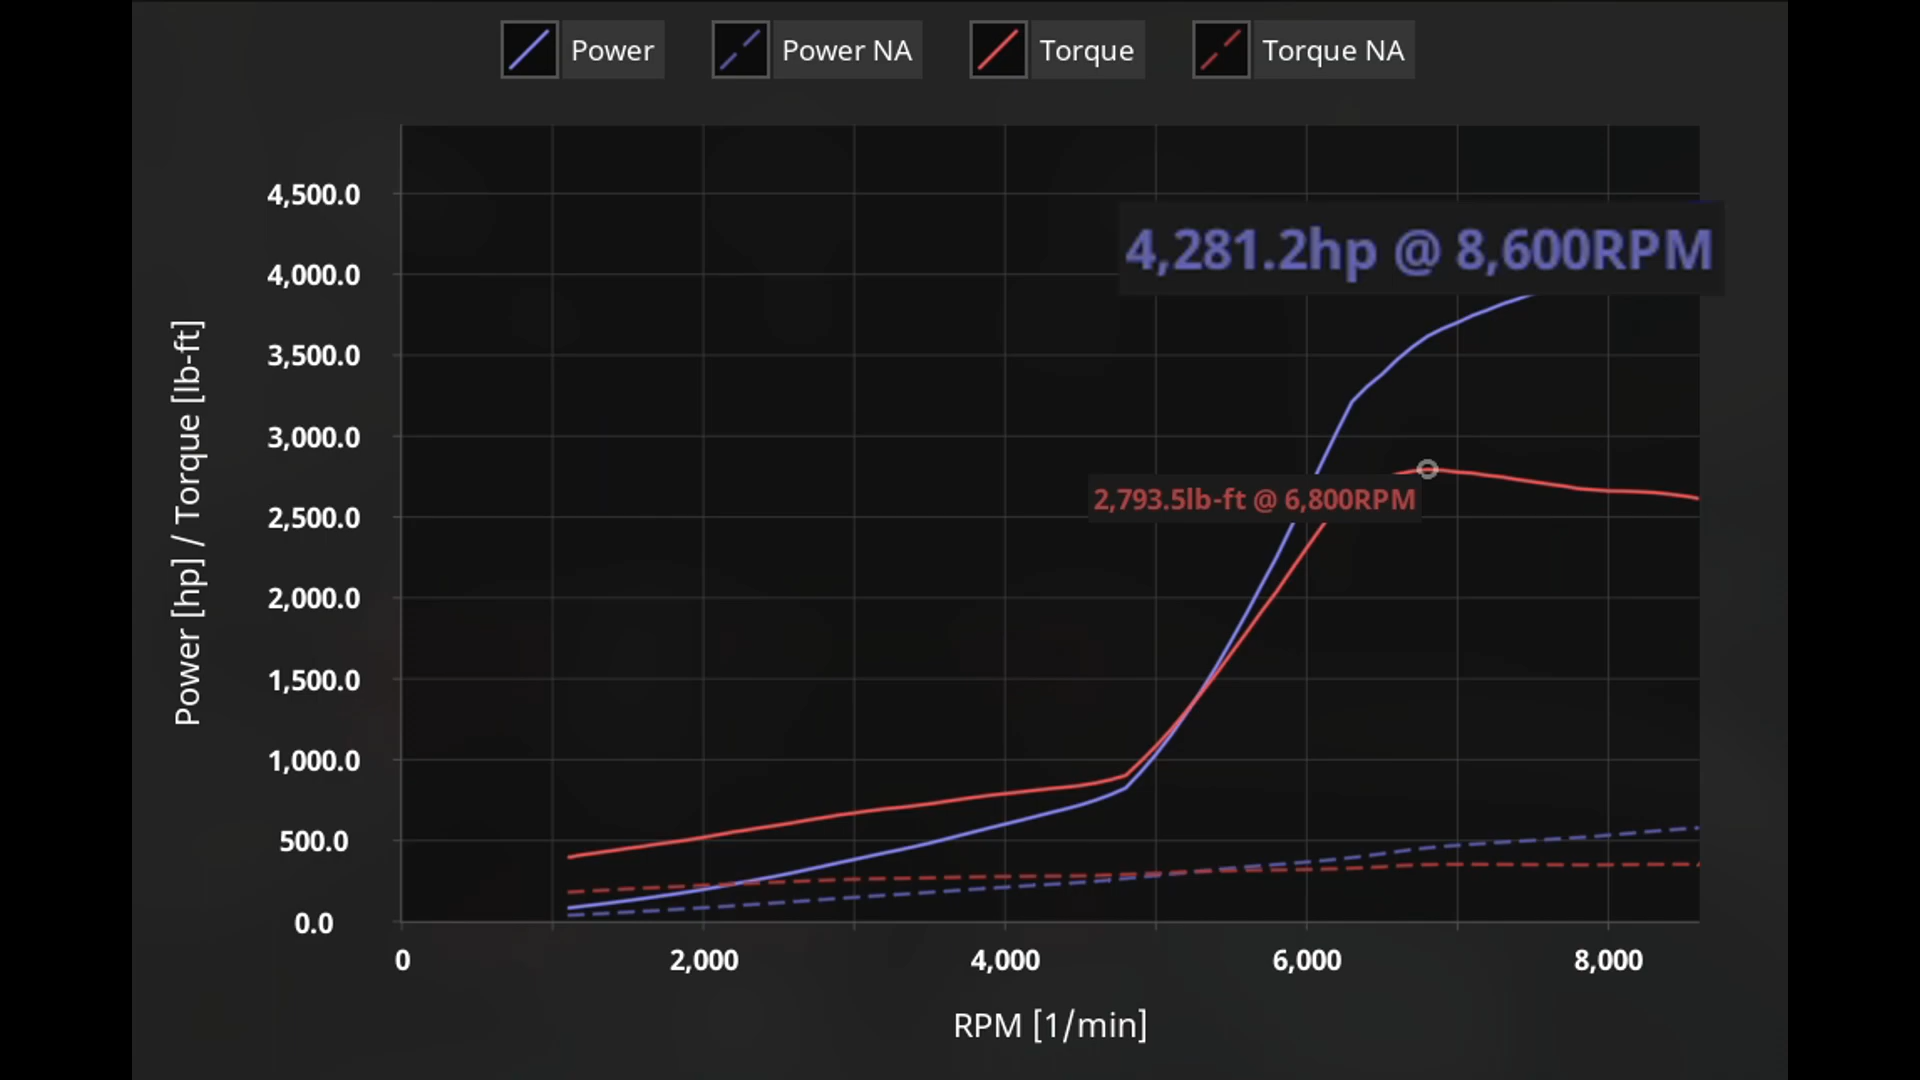 Power
Power NA
Torque
Torque NA
4,500.0
4,000.0
3,500.0
3,000.0
2,500.0
2,000.0
1,500.0
1,000.0
500.0
0.0
Power [hp] / Torque [lb-ft]
4,281.2hp @ 8,600RPM
2,793.5lb-ft @ 6,800RPM
0 2,000 4,000 6,000 8,000
RPM [1/min]